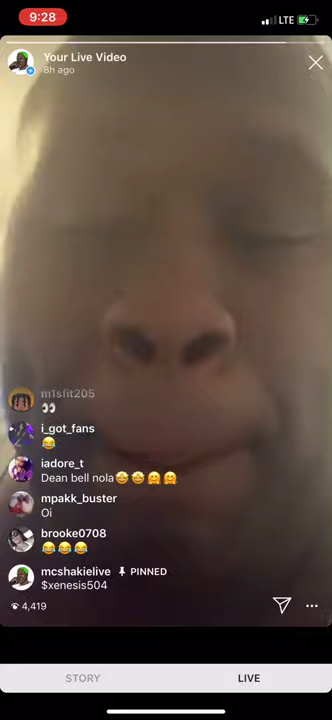 9:28
LTE
Your Live Video
8h ago
m1sfit205
👀
i_got_fans
😂
iadore_t
Dean bell nola🤩🤩🤗🤗
mpakk_buster
Oi
brooke0708
😂😂😂
mcshakielive PINNED
$xenesis504
4,419
STORY LIVE